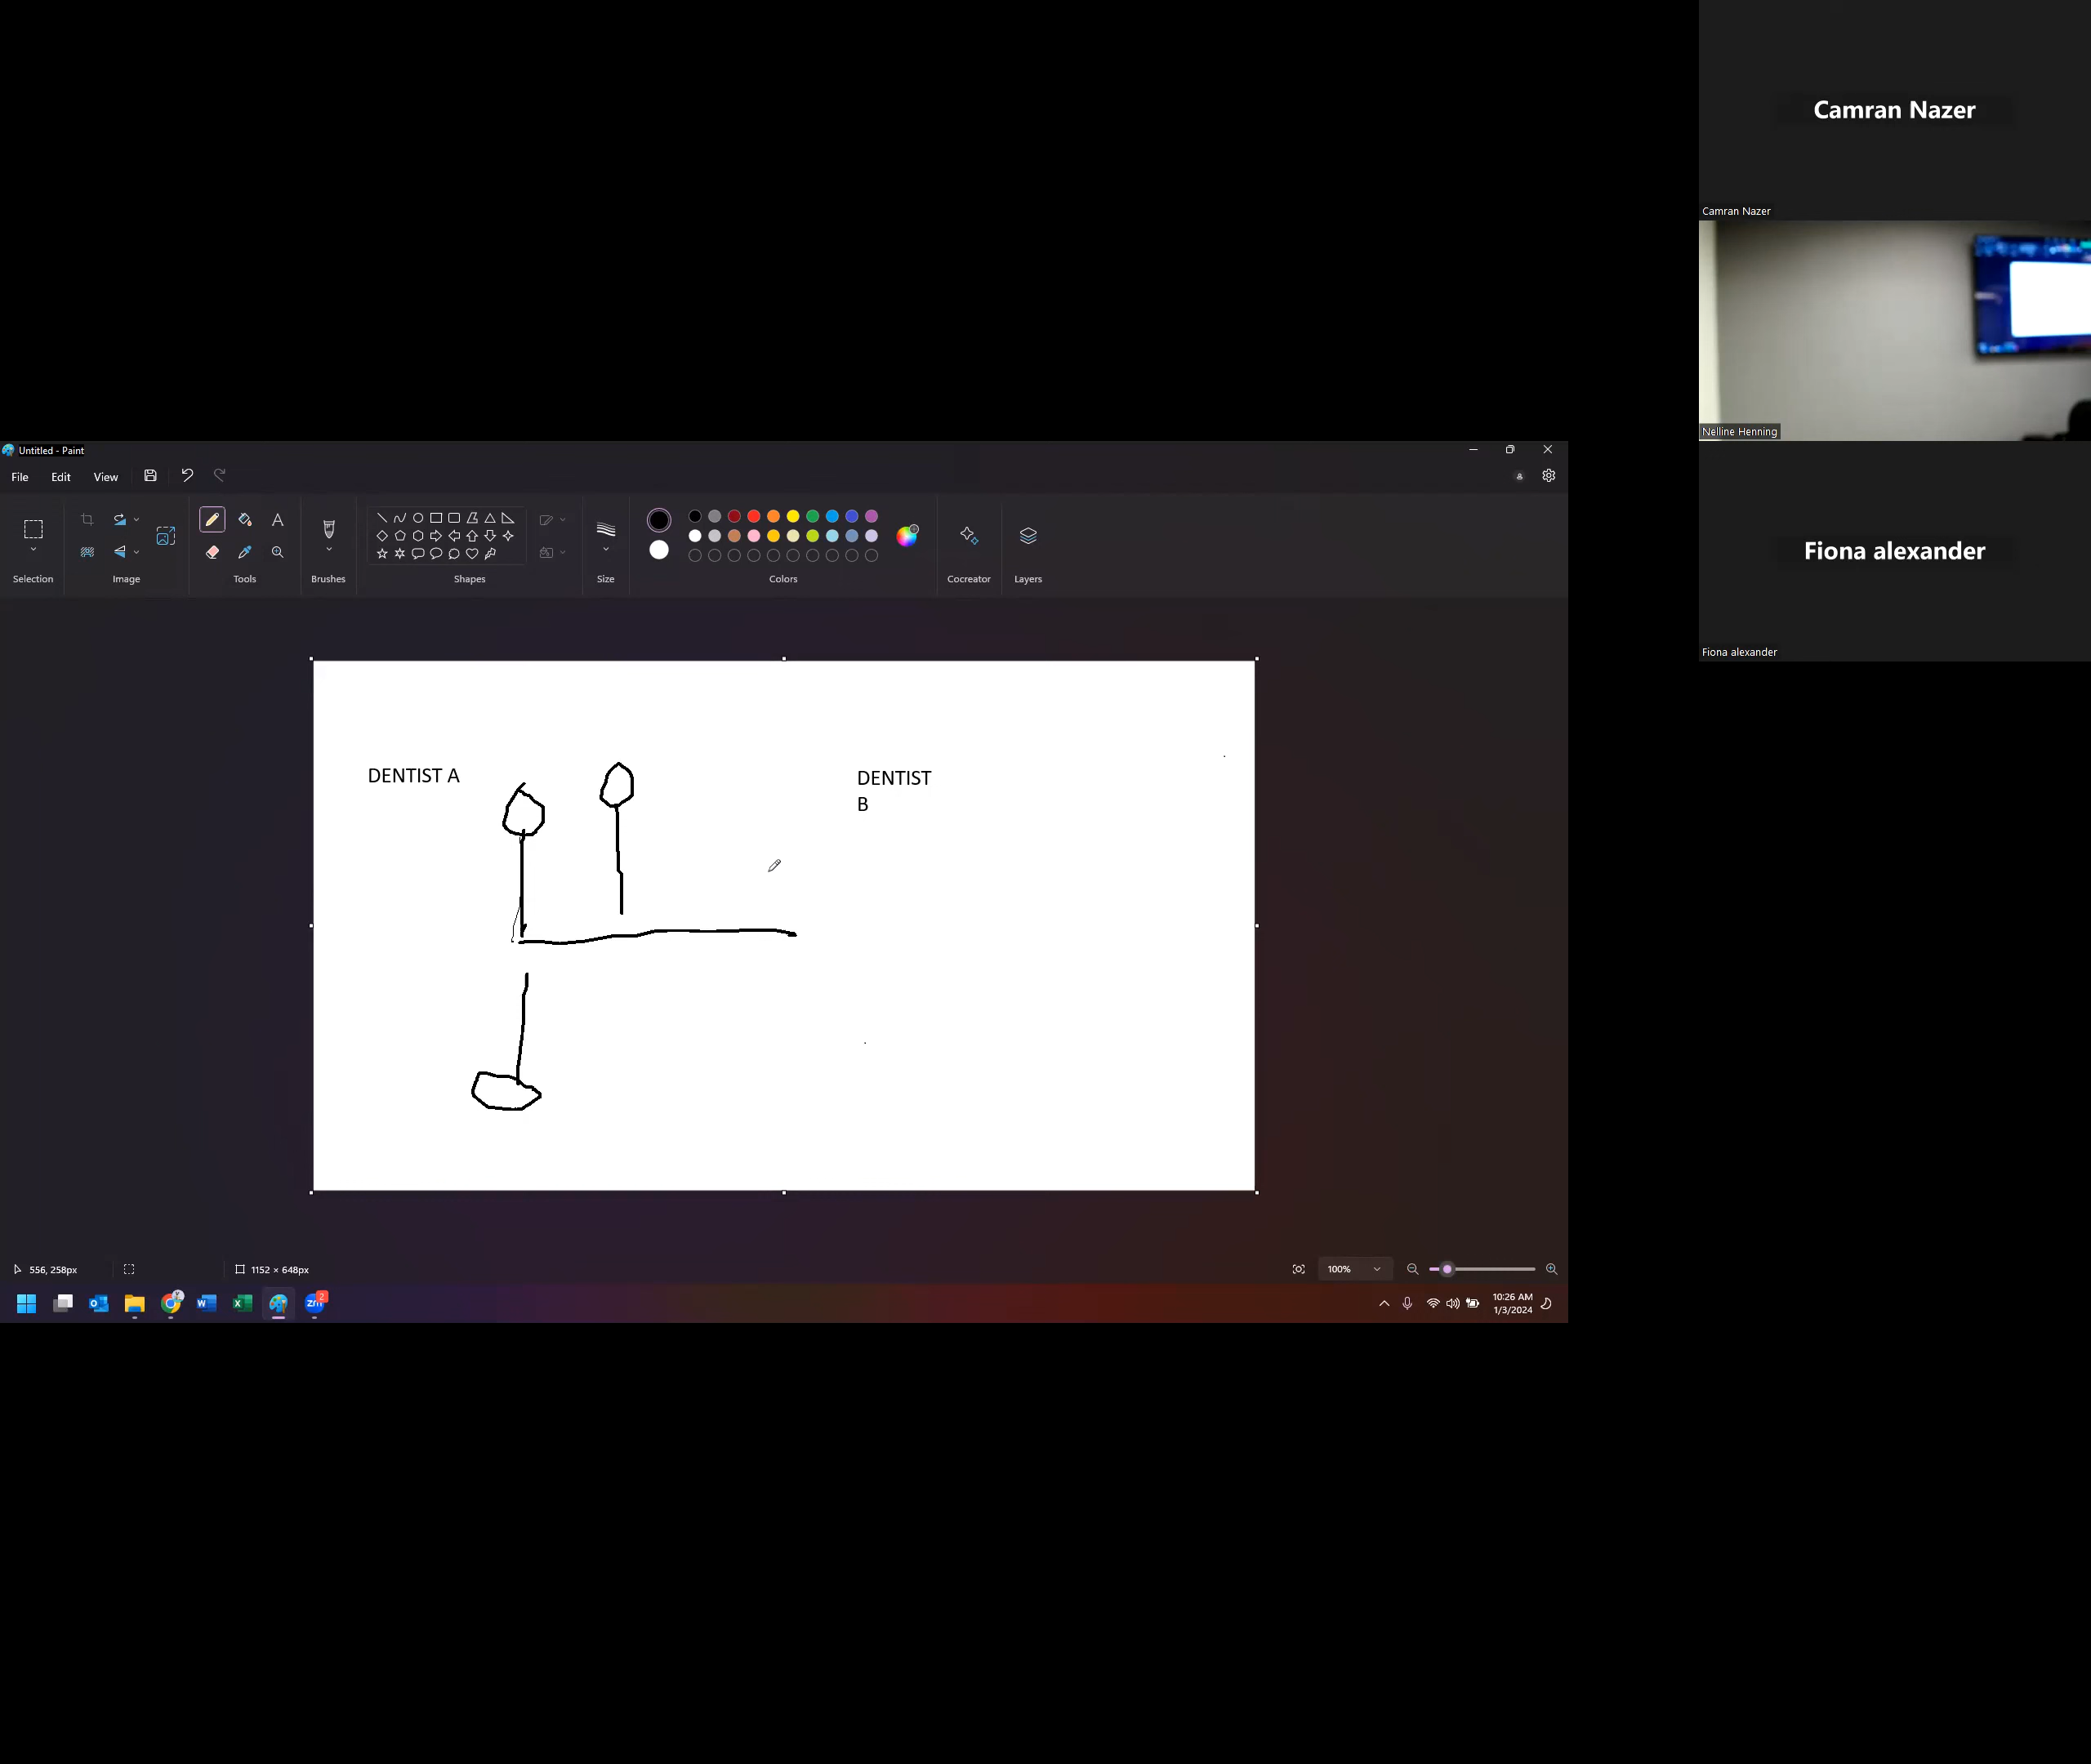 Camran Nazer
Camran Nazer
Nelline Henning
Fiona alexander
Fiona alexander
Untitled - Paint
File Edit View
Selection Image Tools Brushes Shapes Size Colors Cocreator Layers
DENTIST A
DENTIST
B
556, 258px 1152 × 648px 100%
2
10:26 AM
1/3/2024